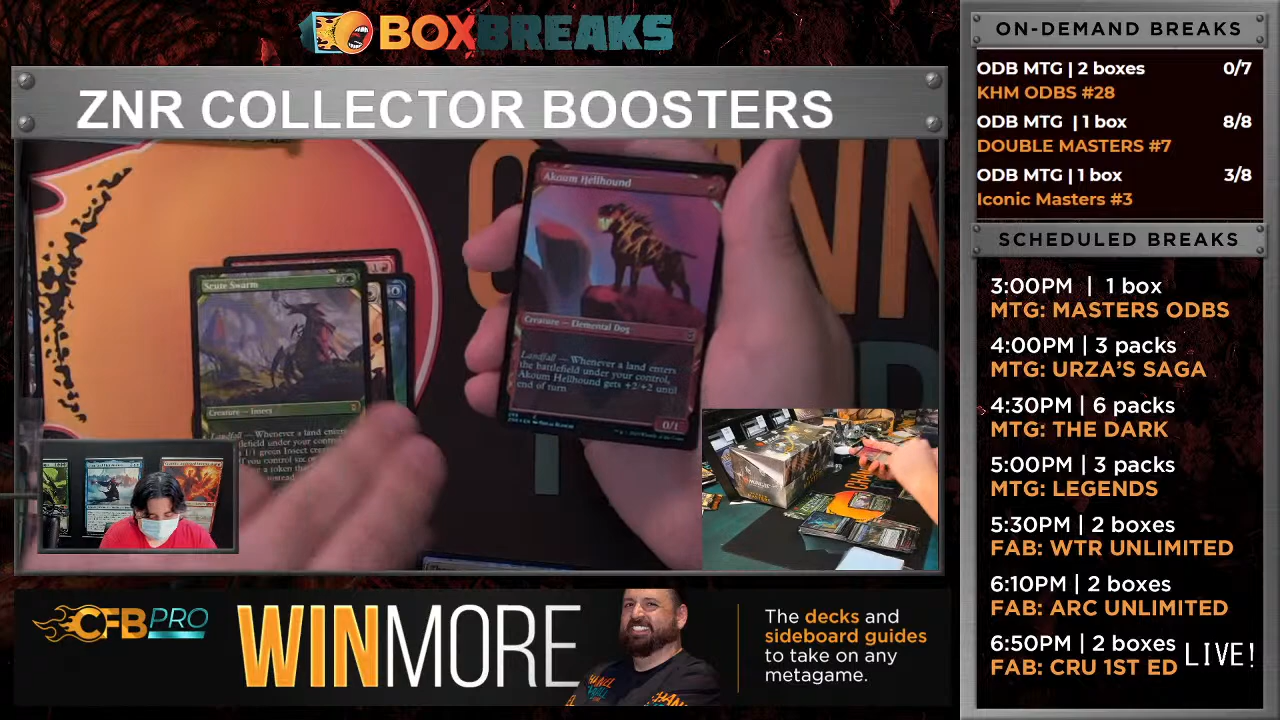 BOXBREAKS
ZNR COLLECTOR BOOSTERS
Akoum Hellhound
Creature — Elemental Dog
Landfall — Whenever a land enters
the battlefield under your control,
Akoum Hellhound gets +2/+2 until
end of turn
0/1
Scute Swarm
Creature — Insect
Landfall — Whenever a land enters
CFB PRO
WINMORE
The decks and
sideboard guides
to take on any
metagame.
ON-DEMAND BREAKS
ODB MTG | 2 boxes 0/7
KHM ODBS #28
ODB MTG | 1 box 8/8
DOUBLE MASTERS #7
ODB MTG | 1 box 3/8
Iconic Masters #3
SCHEDULED BREAKS
3:00PM | 1 box
MTG: MASTERS ODBS
4:00PM | 3 packs
MTG: URZA'S SAGA
4:30PM | 6 packs
MTG: THE DARK
5:00PM | 3 packs
MTG: LEGENDS
5:30PM | 2 boxes
FAB: WTR UNLIMITED
6:10PM | 2 boxes
FAB: ARC UNLIMITED
6:50PM | 2 boxes
FAB: CRU 1ST ED
LIVE!